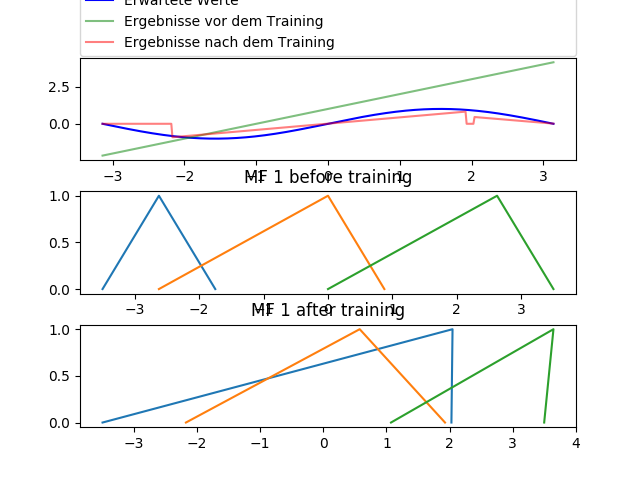 Erwartete Werte
Ergebnisse vor dem Training
Ergebnisse nach dem Training
2.5
0.0
−3 −2 −1 0 1 2 3
MF 1 before training
1.0
0.5
0.0
−3 −2 −1 0 1 2 3
MF 1 after training
1.0
0.5
0.0
−3 −2 −1 0 1 2 3 4